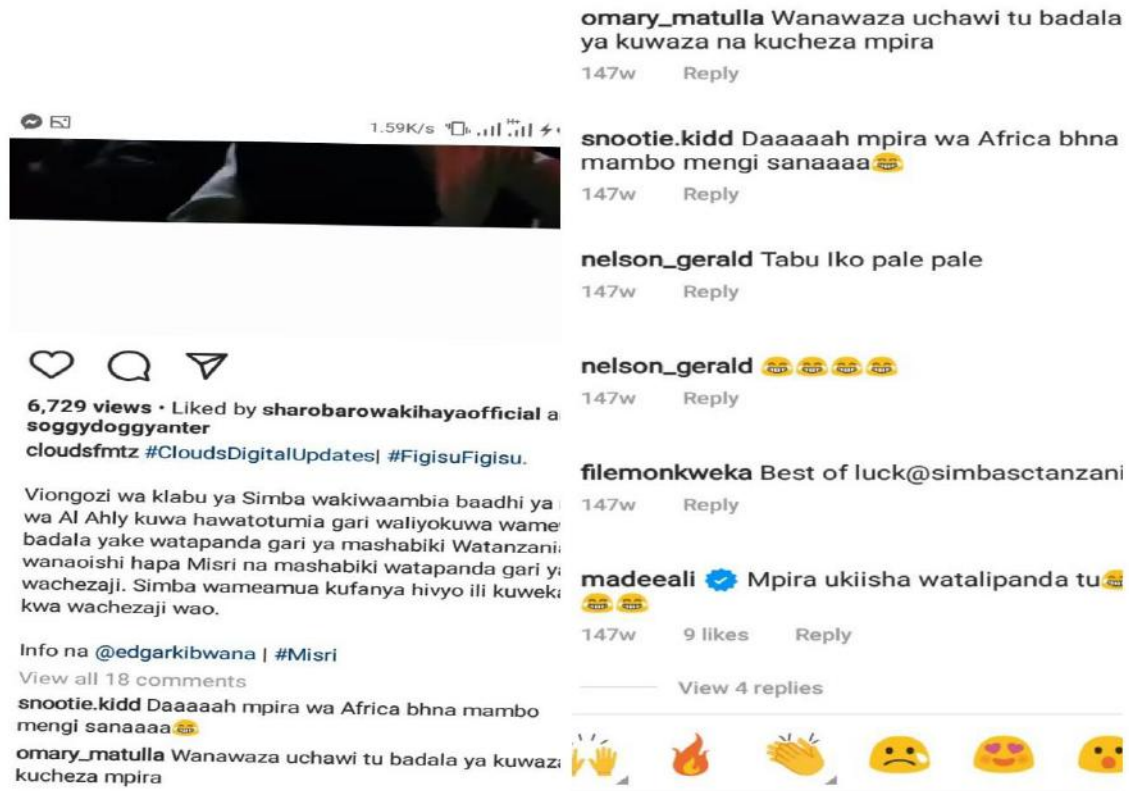 1.59K/s
H+
6,729 views • Liked by sharobarowakihayaofficial a
soggydoggyanter
cloudsfmtz #CloudsDigitalUpdates| #FigisuFigisu.
Viongozi wa klabu ya Simba wakiwaambia baadhi ya
wa Al Ahly kuwa hawatotumia gari waliyokuwa wame
badala yake watapanda gari ya mashabiki Watanzani
wanaoishi hapa Misri na mashabiki watapanda gari ya
wachezaji. Simba wameamua kufanya hivyo ili kuweka
kwa wachezaji wao.
Info na @edgarkibwana | #Misri
View all 18 comments
snootie.kidd Daaaaah mpira wa Africa bhna mambo
mengi sanaaaa😂
omary_matulla Wanawaza uchawi tu badala ya kuwaza
kucheza mpira
omary_matulla Wanawaza uchawi tu badala
ya kuwaza na kucheza mpira
147w Reply
snootie.kidd Daaaaah mpira wa Africa bhna
mambo mengi sanaaaa😂
147w Reply
nelson_gerald Tabu Iko pale pale
147w Reply
nelson_gerald 😂😂😂😂
147w Reply
filemonkweka Best of luck@simbasctanzani
147w Reply
madeeali Mpira ukiisha watalipanda tu😂
😂😂
147w 9 likes Reply
View 4 replies